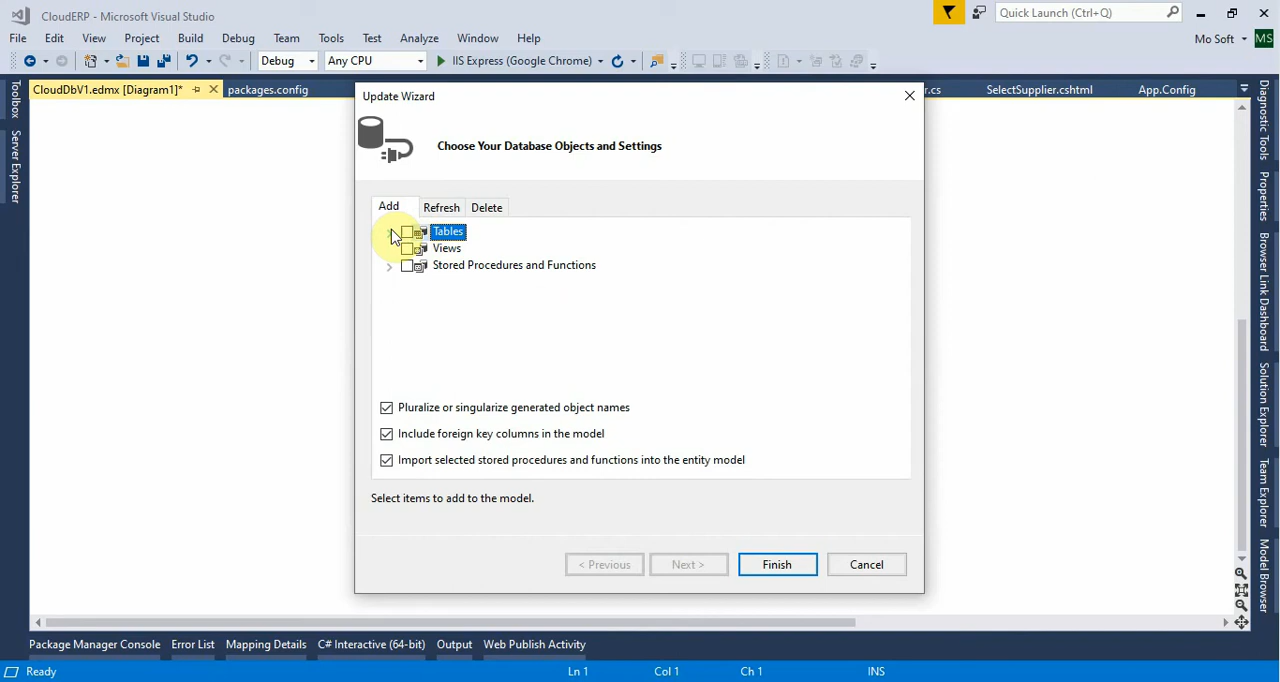 CloudERP - Microsoft Visual Studio
Quick Launch (Ctrl+Q)
File Edit View Project Build Debug Team Tools Test Analyze Window Help
Mo Soft MS
Debug Any CPU IIS Express (Google Chrome)
CloudDbV1.edmx [Diagram1]* packages.config r.cs SelectSupplier.cshtml App.Config
Toolbox
Server Explorer
Update Wizard
Choose Your Database Objects and Settings
Add Refresh Delete
Tables
Views
Stored Procedures and Functions
Pluralize or singularize generated object names
Include foreign key columns in the model
Import selected stored procedures and functions into the entity model
Select items to add to the model.
< Previous Next > Finish Cancel
Diagnostic Tools
Properties
Browser Link Dashboard
Solution Explorer
Team Explorer
Model Browser
Package Manager Console Error List Mapping Details C# Interactive (64-bit) Output Web Publish Activity
Ready Ln 1 Col 1 Ch 1 INS